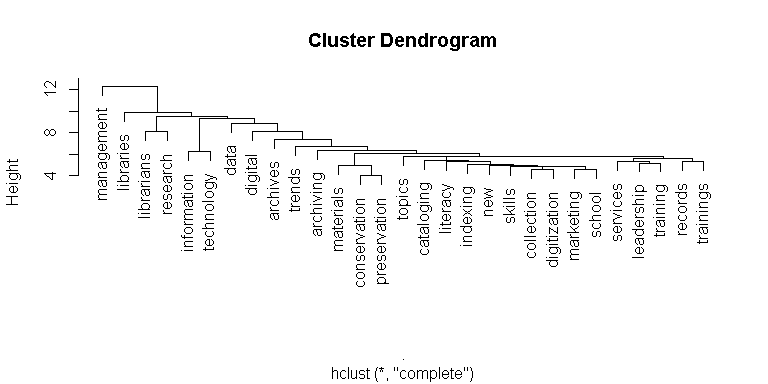 Cluster Dendrogram
Height
12
8
4
management
libraries
librarians
research
information
technology
data
digital
archives
trends
archiving
materials
conservation
preservation
topics
cataloging
literacy
indexing
new
skills
collection
digitization
marketing
school
services
leadership
training
records
trainings
.
hclust (*, "complete")